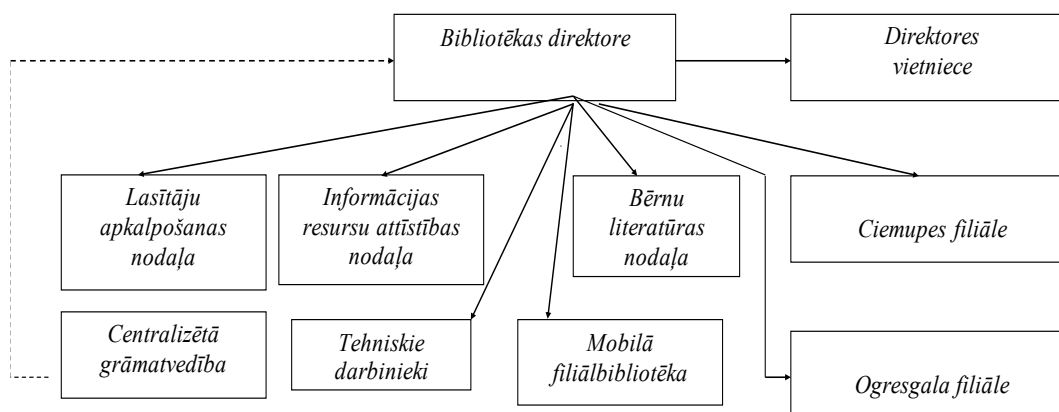 Bibliotēkas direktore
Direktores
vietniece
Lasītāju
apkalpošanas
nodaļa
Informācijas
resursu attīstības
nodaļa
Bērnu
literatūras
nodaļa
Ciemupes filiāle
Centralizētā
grāmatvedība
Tehniskie
darbinieki
Mobilā
filiālbibliotēka
Ogresgala filiāle